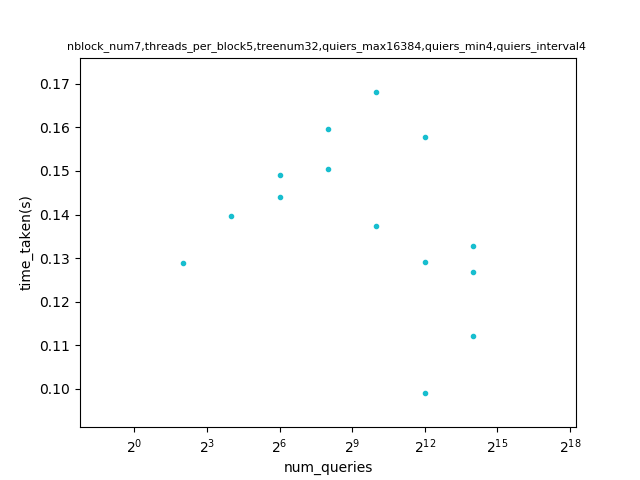 nblock_num7,threads_per_block5,treenum32,quiers_max16384,quiers_min4,quiers_interval4
0.17
0.16
0.15
0.14
0.13
0.12
0.11
0.10
time_taken(s)
2^0 2^3 2^6 2^9 2^12 2^15 2^18
num_queries